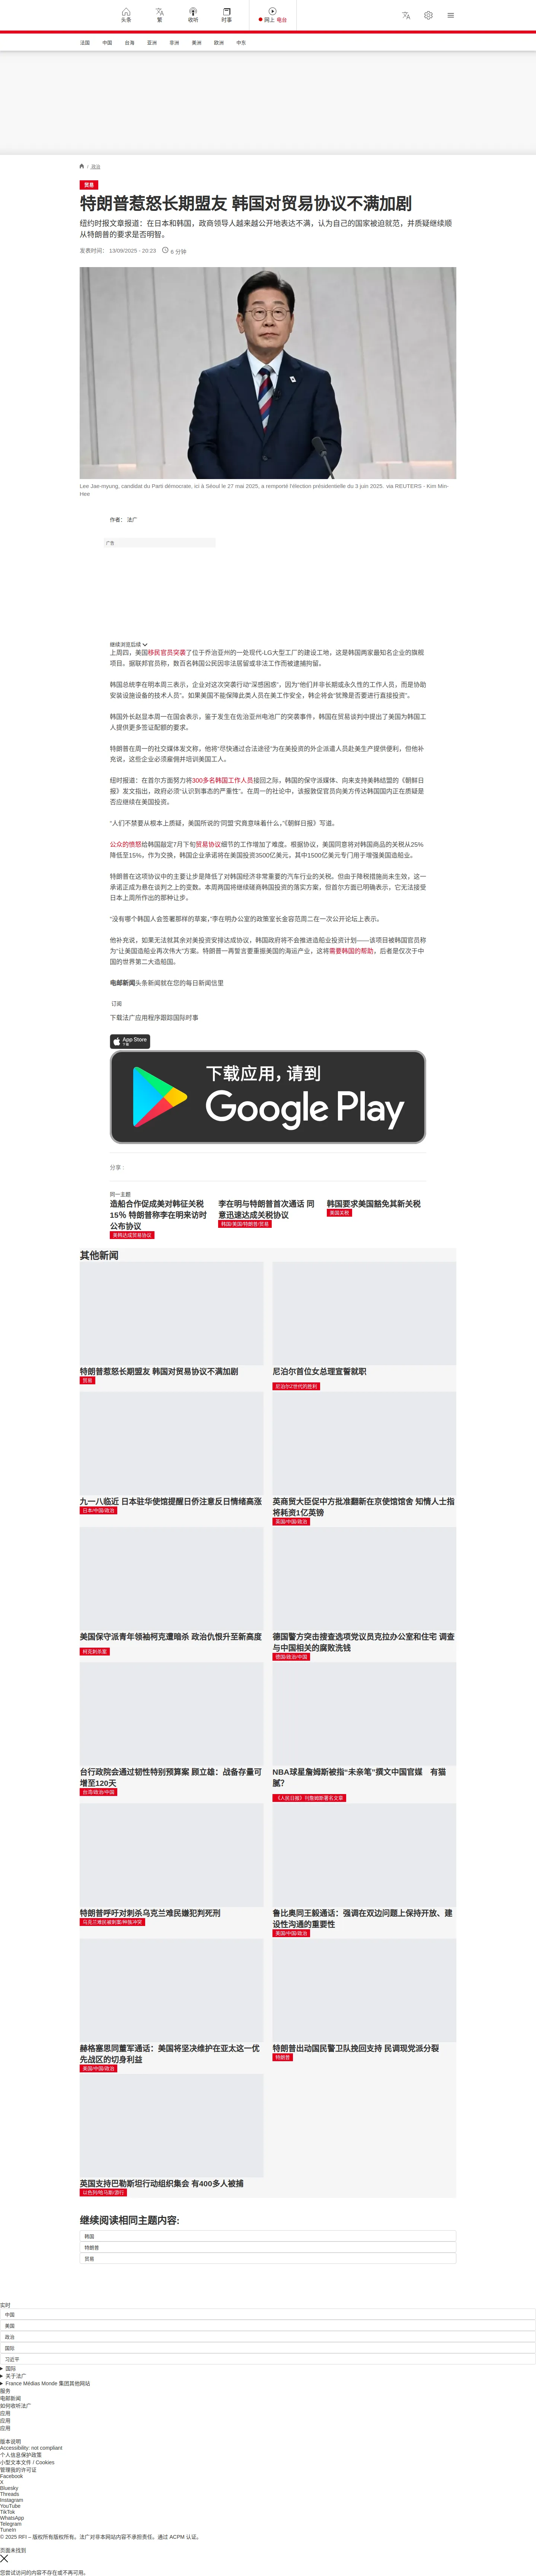 头条
繁
收听
时事
网上 电台
法国
中国
台海
亚洲
非洲
美洲
欧洲
中东
/ 政治
贸易
特朗普惹怒长期盟友 韩国对贸易协议不满加剧
纽约时报文章报道：在日本和韩国，政商领导人越来越公开地表达不满，认为自己的国家被迫就范，并质疑继续顺
从特朗普的要求是否明智。
发表时间： 13/09/2025 - 20:23
6 分钟
Lee Jae-myung, candidat du Parti démocrate, ici à Séoul le 27 mai 2025, a remporté l'élection présidentielle du 3 juin 2025. via REUTERS - Kim Min-
Hee
作者： 法广
广告
继续浏览后续
上周四，美国移民官员突袭了位于乔治亚州的一处现代-LG大型工厂的建设工地，这是韩国两家最知名企业的旗舰
项目。据联邦官员称，数百名韩国公民因非法居留或非法工作而被逮捕拘留。
韩国总统李在明本周三表示，企业对这次突袭行动“深感困惑”，因为“他们并非长期或永久性的工作人员，而是协助
安装设施设备的技术人员”。如果美国不能保障此类人员在美工作安全，韩企将会“犹豫是否要进行直接投资”。
韩国外长赵显本周一在国会表示，鉴于发生在佐治亚州电池厂的突袭事件，韩国在贸易谈判中提出了美国为韩国工
人提供更多签证配额的要求。
特朗普在周一的社交媒体发文称，他将“尽快通过合法途径”为在美投资的外企派遣人员赴美生产提供便利，但他补
充说，这些企业必须雇佣并培训美国工人。
纽时报道：在首尔方面努力将300多名韩国工作人员接回之际，韩国的保守派媒体、向来支持美韩结盟的《朝鲜日
报》发文指出，政府必须“认识到事态的严重性”。在周一的社论中，该报敦促官员向美方传达韩国国内正在质疑是
否应继续在美国投资。
“人们不禁要从根本上质疑，美国所说的‘同盟’究竟意味着什么，”《朝鲜日报》写道。
公众的愤怒给韩国敲定7月下旬贸易协议细节的工作增加了难度。根据协议，美国同意将对韩国商品的关税从25%
降低至15%，作为交换，韩国企业承诺将在美国投资3500亿美元，其中1500亿美元专门用于增强美国造船业。
特朗普在这项协议中的主要让步是降低了对韩国经济非常重要的汽车行业的关税。但由于降税措施尚未生效，这一
承诺正成为悬在谈判之上的变数。本周两国将继续磋商韩国投资的落实方案，但首尔方面已明确表示，它无法接受
日本上周所作出的那种让步。
“没有哪个韩国人会签署那样的草案，”李在明办公室的政策室长金容范周二在一次公开论坛上表示。
他补充说，如果无法就其余对美投资安排达成协议，韩国政府将不会推进造船业投资计划——该项目被韩国官员称
为“让美国造船业再次伟大”方案。特朗普一再誓言要重振美国的海运产业，这将需要韩国的帮助，后者是仅次于中
国的世界第二大造船国。
电邮新闻头条新闻就在您的每日新闻信里
订阅
下载法广应用程序跟踪国际时事
App Store
下载
下载应用，请到
Google Play
分享 :
同一主题
造船合作促成美对韩征关税
15% 特朗普称李在明来访时
公布协议
美韩达成贸易协议
李在明与特朗普首次通话 同
意迅速达成关税协议
韩国/美国/特朗普/贸易
韩国要求美国豁免其新关税
美国关税
其他新闻
特朗普惹怒长期盟友 韩国对贸易协议不满加剧
贸易
尼泊尔首位女总理宣誓就职
尼泊尔Z世代的胜利
九一八临近 日本驻华使馆提醒日侨注意反日情绪高涨
日本/中国/政治
英商贸大臣促中方批准翻新在京使馆馆舍 知情人士指
将耗资1亿英镑
英国/中国/政治
美国保守派青年领袖柯克遭暗杀 政治仇恨升至新高度
柯克刺杀案
德国警方突击搜查选项党议员克拉办公室和住宅 调查
与中国相关的腐败洗钱
德国/政治/中国
台行政院会通过韧性特别预算案 顾立雄：战备存量可
增至120天
台湾/政治/中国
NBA球星詹姆斯被指“未亲笔”撰文中国官媒 有猫
腻?
《人民日报》刊詹姆斯署名文章
特朗普呼吁对刺杀乌克兰难民嫌犯判死刑
乌克兰难民被刺案/种族冲突
鲁比奥同王毅通话：强调在双边问题上保持开放、建
设性沟通的重要性
美国/中国/政治
赫格塞思同董军通话：美国将坚决维护在亚太这一优
先战区的切身利益
美国/中国/政治
特朗普出动国民警卫队挽回支持 民调现党派分裂
特朗普
英国支持巴勒斯坦行动组织集会 有400多人被捕
以色列/哈马斯/游行
继续阅读相同主题内容:
韩国
特朗普
贸易
实时
中国
美国
政治
国际
习近平
国际
关于法广
France Médias Monde 集团其他网站
服务
电邮新闻
如何收听法广
应用
应用
应用
版本说明
Accessibility: not compliant
个人信息保护政策
小型文本文件 / Cookies
管理我的许可证
Facebook
X
Bluesky
Threads
Instagram
YouTube
TikTok
WhatsApp
Telegram
TuneIn
© 2025 RFI – 版权所有版权所有。法广对非本网站内容不承担责任。通过 ACPM 认证。
页面未找到
您尝试访问的内容不存在或不再可用。